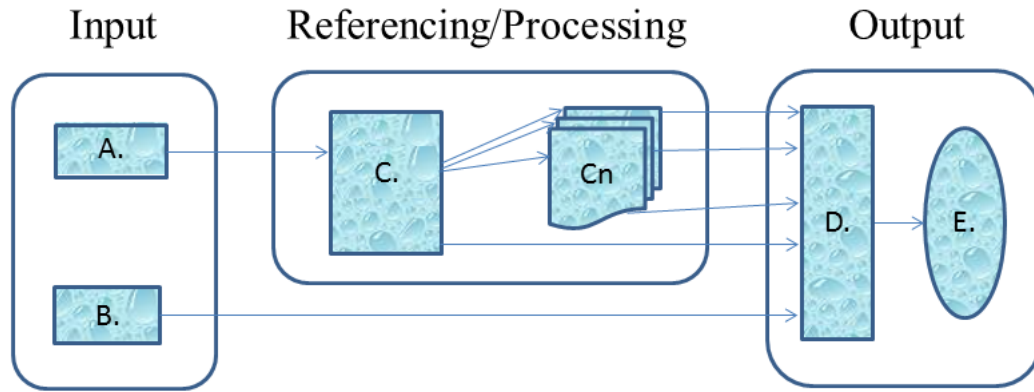 Input
Referencing/Processing
Output
A.
C.
Cn
D.
E.
B.